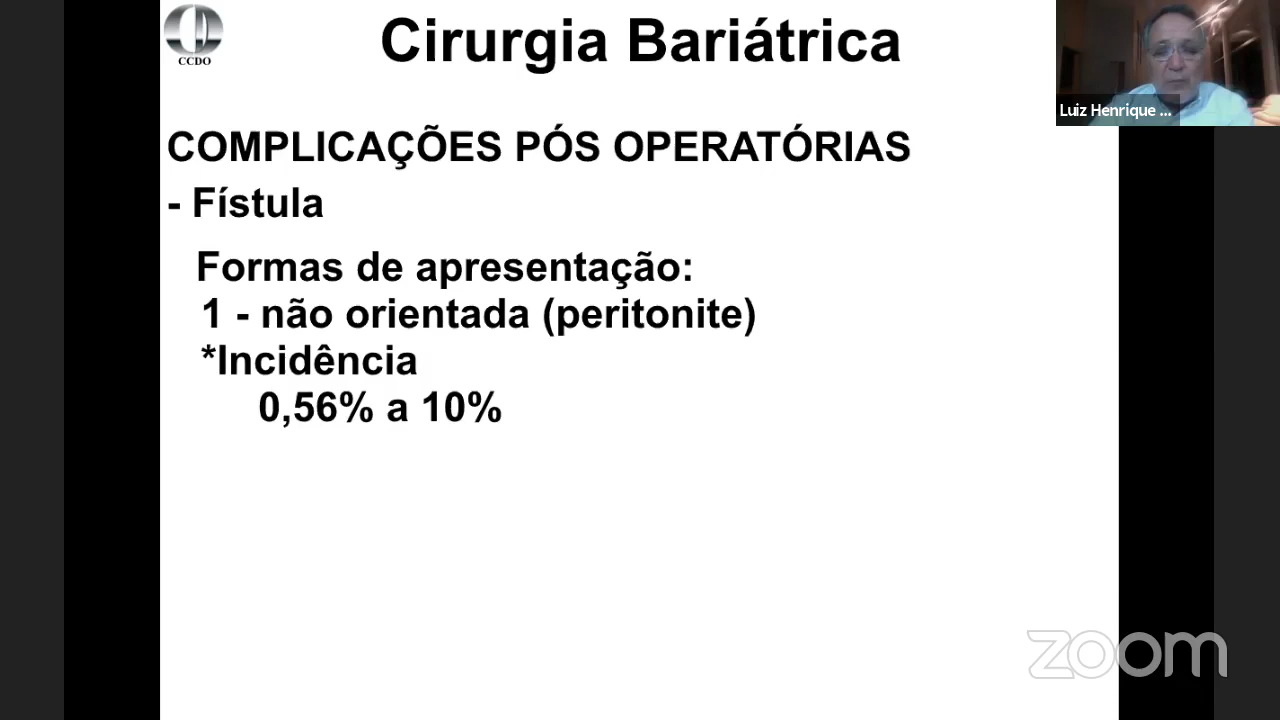 CCDO
Cirurgia Bariátrica
Luiz Henrique ...
COMPLICAÇÕES PÓS OPERATÓRIAS
- Fístula
Formas de apresentação:
1 - não orientada (peritonite)
*Incidência
0,56% a 10%
zoom